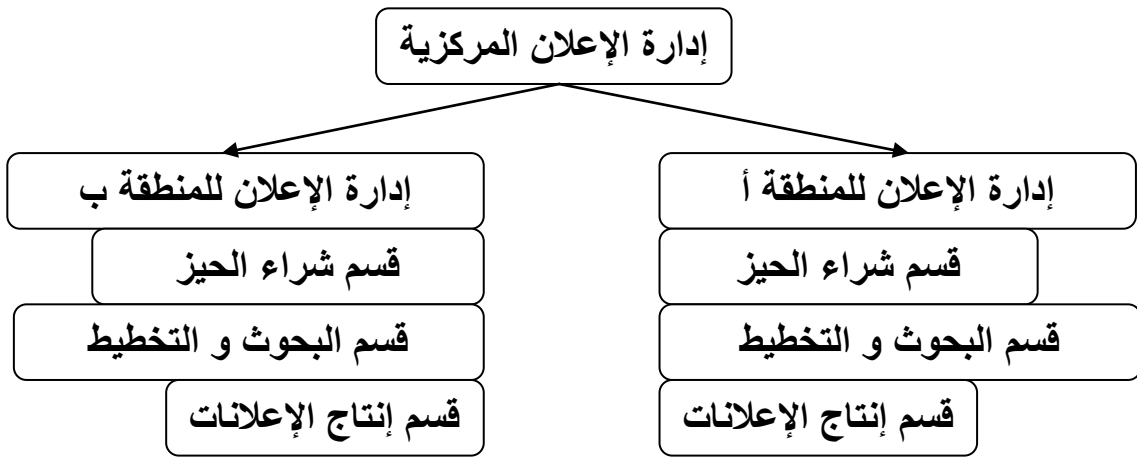 إدارة الإعلان المركزية
إدارة الإعلان للمنطقة أ
قسم شراء الحيز
قسم البحوث و التخطيط
قسم إنتاج الإعلانات
إدارة الإعلان للمنطقة ب
قسم شراء الحيز
قسم البحوث و التخطيط
قسم إنتاج الإعلانات